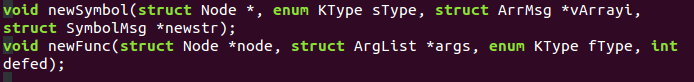 void newSymbol(struct Node *, enum KType sType, struct ArrMsg *vArrayi,
struct SymbolMsg *newstr);
void newFunc(struct Node *node, struct ArgList *args, enum KType fType, int
defed);